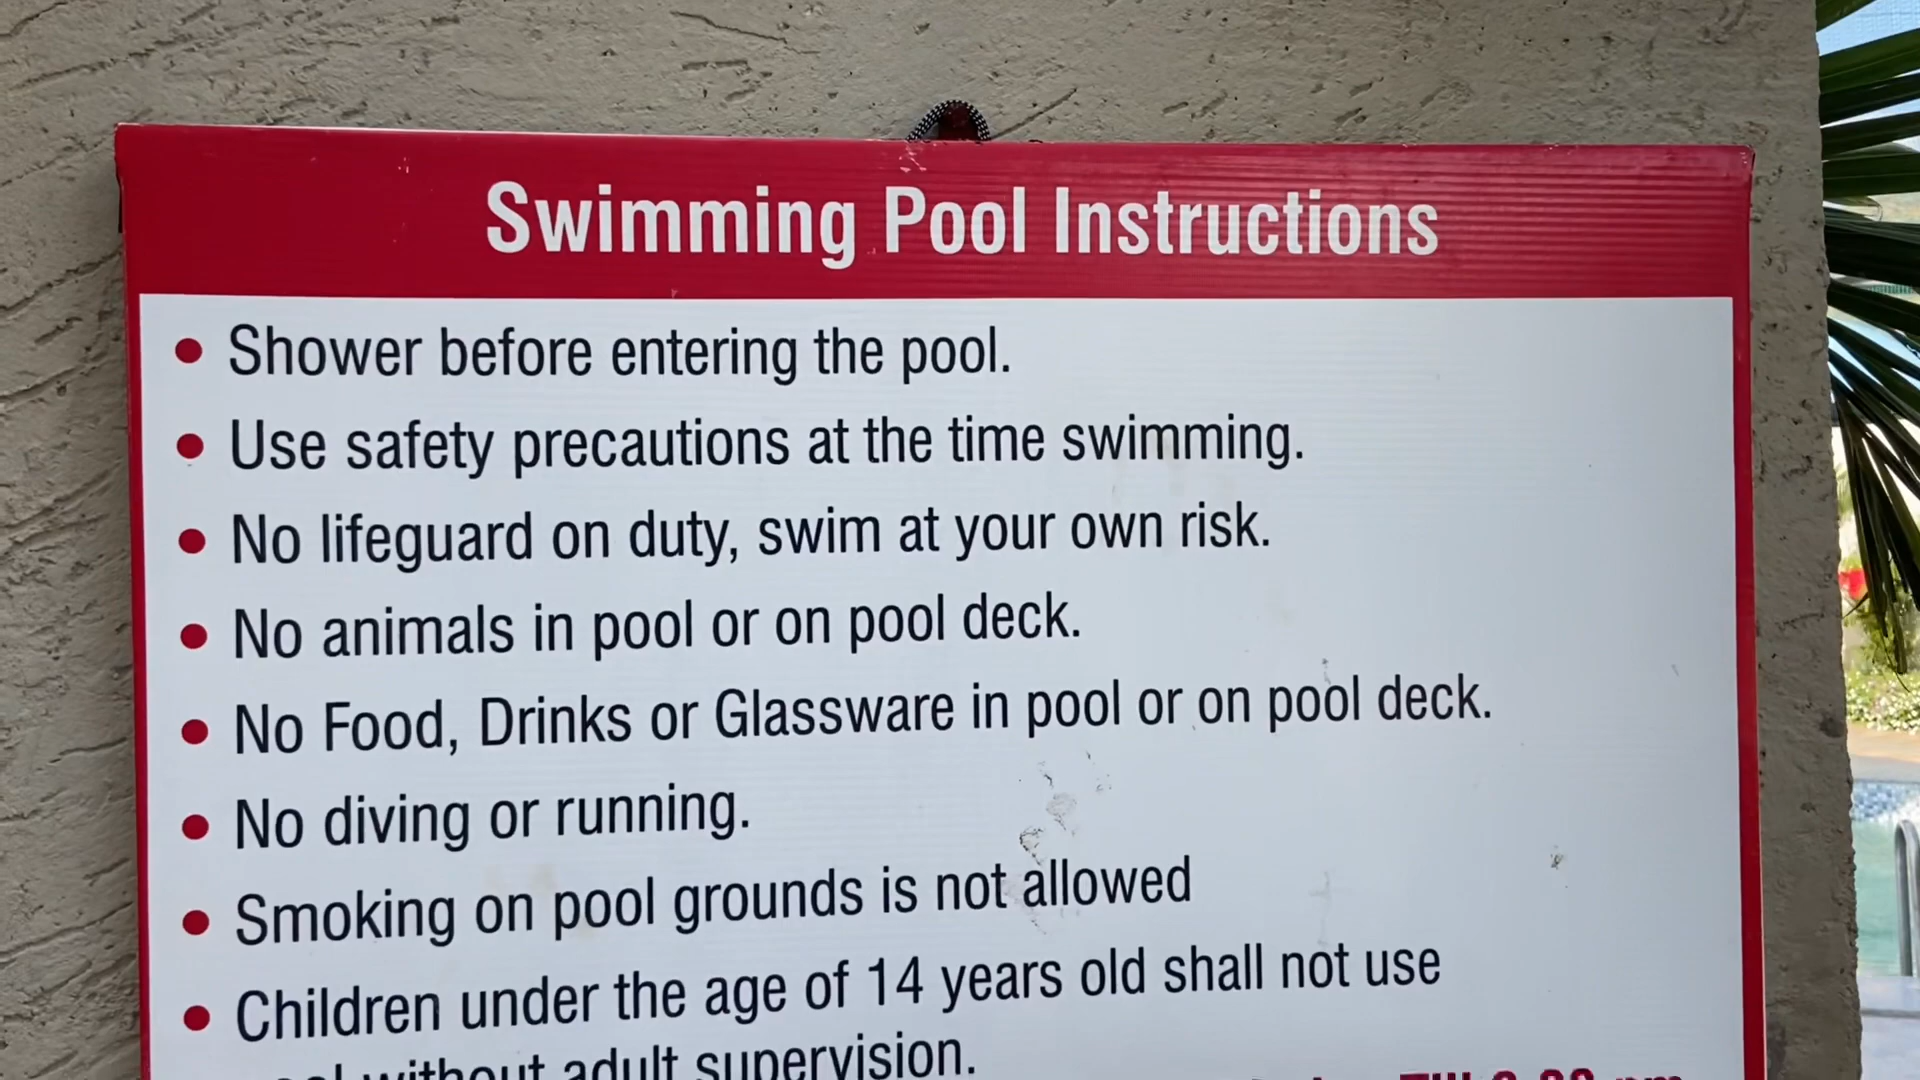 Swimming Pool Instructions
• Shower before entering the pool.
• Use safety precautions at the time swimming.
• No lifeguard on duty, swim at your own risk.
• No animals in pool or on pool deck.
• No Food, Drinks or Glassware in pool or on pool deck.
• No diving or running.
• Smoking on pool grounds is not allowed
• Children under the age of 14 years old shall not use
pool without adult supervision.